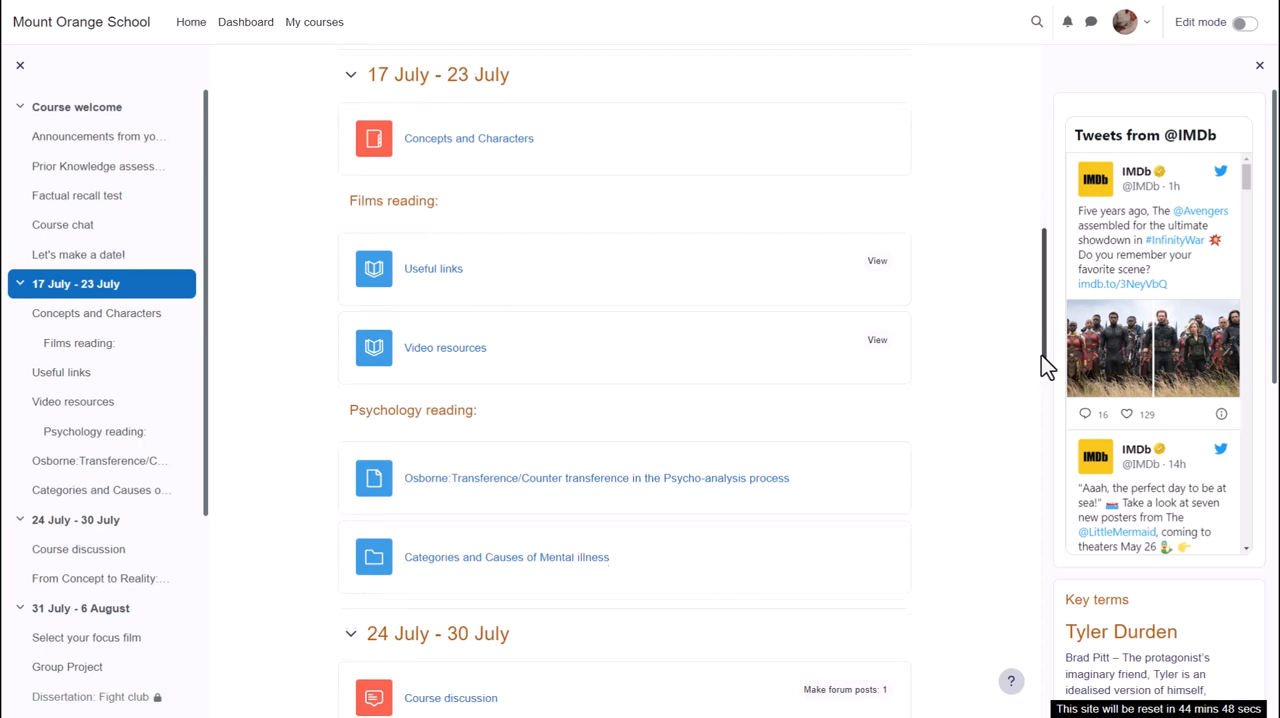 Mount Orange School
Home
Dashboard
My courses
Edit mode
Course welcome
Announcements from yo...
Prior Knowledge assess...
Factual recall test
Course chat
Let's make a date!
17 July - 23 July
Concepts and Characters
Films reading:
Useful links
Video resources
Psychology reading:
Osborne:Transference/C...
Categories and Causes o...
24 July - 30 July
Course discussion
From Concept to Reality:...
31 July - 6 August
Select your focus film
Group Project
Dissertation: Fight club
17 July - 23 July
Concepts and Characters
Films reading:
Useful links
View
Video resources
View
Psychology reading:
Osborne:Transference/Counter transference in the Psycho-analysis process
Categories and Causes of Mental illness
24 July - 30 July
Course discussion
Make forum posts: 1
Tweets from @IMDb
IMDb
IMDb
@IMDb · 1h
Five years ago, The @Avengers
assembled for the ultimate
showdown in #InfinityWar 💥
Do you remember your
favorite scene?
imdb.to/3NeyVbQ
16
129
IMDb
IMDb
@IMDb · 14h
“Aaah, the perfect day to be at
sea!” 🚢 Take a look at seven
new posters from The
@LittleMermaid, coming to
theaters May 26 🧜‍♀️ 👉
Key terms
Tyler Durden
Brad Pitt – The protagonist’s
imaginary friend, Tyler is an
idealised version of himself,
?
This site will be reset in 44 mins 48 secs